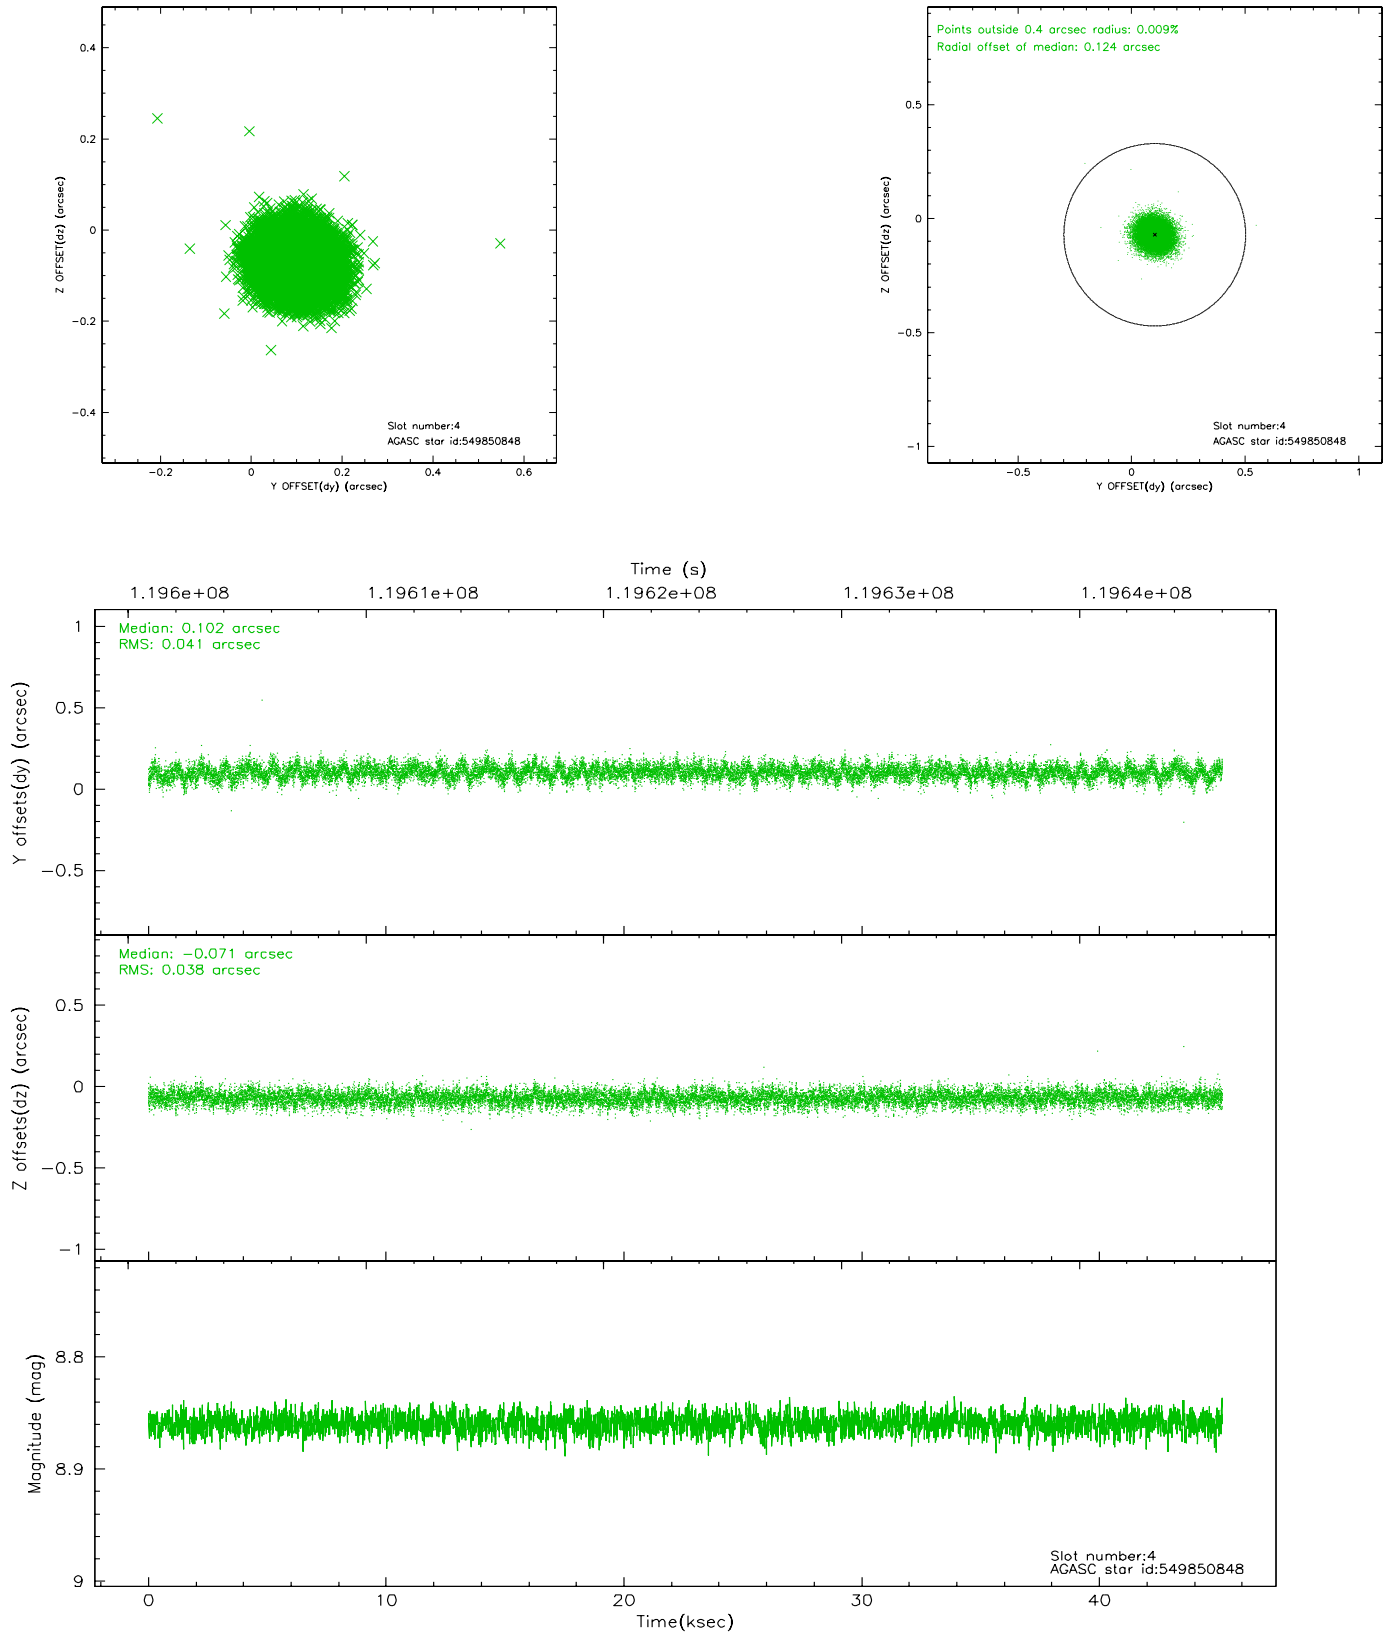 0.4
0.2
0
−0.2
−0.4
Z OFFSET(dz) (arcsec)
Slot number:4
AGASC star id:549850848
−0.2 0 0.2 0.4 0.6
Y OFFSET(dy) (arcsec)
Points outside 0.4 arcsec radius: 0.009%
Radial offset of median: 0.124 arcsec
0.5
0
−0.5
−1
Z OFFSET(dz) (arcsec)
Slot number:4
AGASC star id:549850848
−0.5 0 0.5 1
Y OFFSET(dy) (arcsec)
Time (s)
1.196e+08 1.1961e+08 1.1962e+08 1.1963e+08 1.1964e+08
Median: 0.102 arcsec
RMS: 0.041 arcsec
1
0.5
0
−0.5
Y offsets(dy) (arcsec)
Median: −0.071 arcsec
RMS: 0.038 arcsec
0.5
0
−0.5
−1
Z offsets(dz) (arcsec)
8.8
8.9
9
Magnitude (mag)
Slot number:4
AGASC star id:549850848
0 10 20 30 40
Time(ksec)